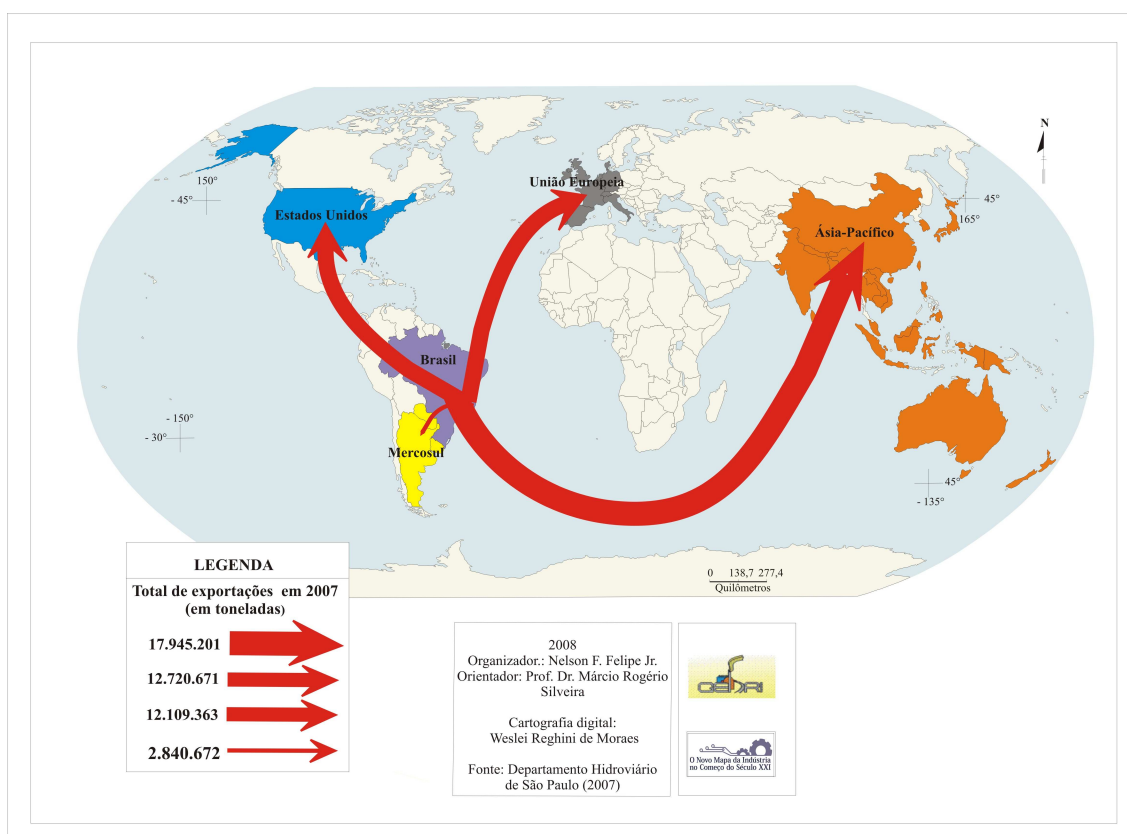 N
150°
- 45°
União Europeia
Estados Unidos
45°
165°
Ásia-Pacífico
Brasil
- 150°
- 30°
Mercosul
45°
- 135°
0 138,7 277,4
Quilômetros
LEGENDA
Total de exportações em 2007
(em toneladas)
17.945.201
12.720.671
12.109.363
2.840.672
2008
Organizador.: Nelson F. Felipe Jr.
Orientador: Prof. Dr. Márcio Rogério
Silveira
Cartografia digital:
Weslei Reghini de Moraes
Fonte: Departamento Hidroviário
de São Paulo (2007)
O Novo Mapa da Indústria
no Começo do Século XXI